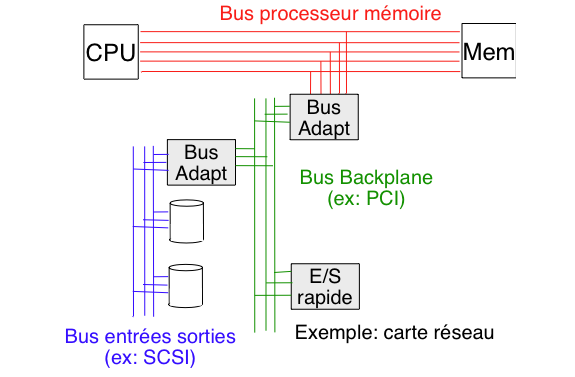 Bus processeur mémoire
CPU
Mem
Bus
Adapt
Bus
Adapt
Bus Backplane
(ex: PCI)
E/S
rapide
Exemple: carte réseau
Bus entrées sorties
(ex: SCSI)